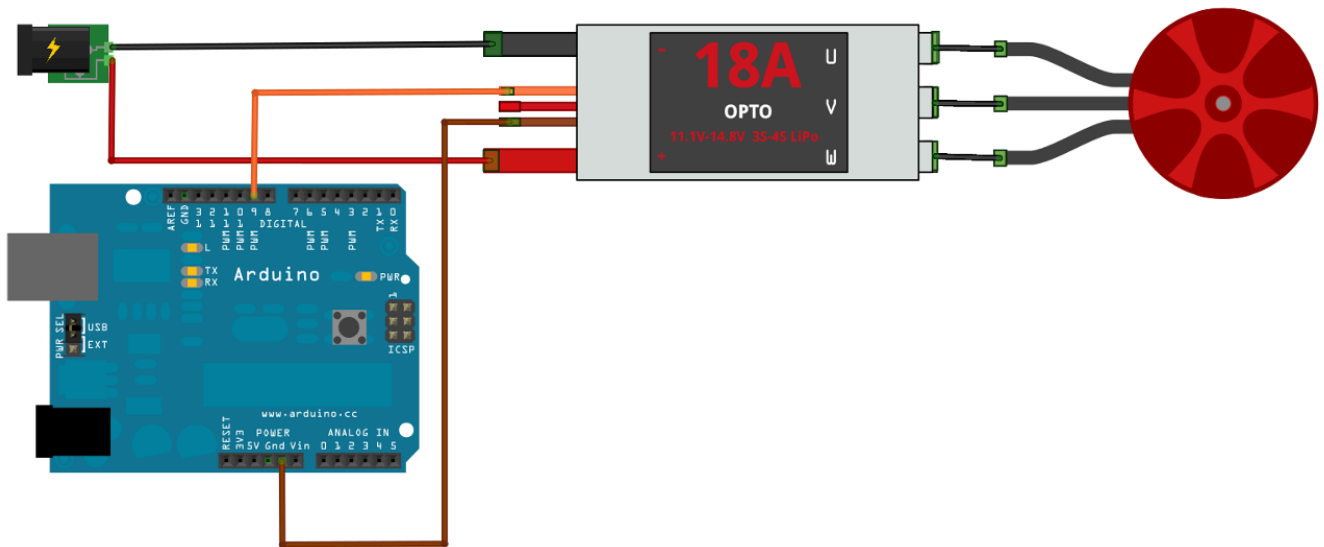 18A
OPTO
11.1V-14.8V 3S-4S LiPo
-
+
U
V
W
AREF
GND
13
12
11
10
9
8
7
6
5
4
3
2
1
0
DIGITAL
PWM
PWM
PWM
PWM
PWM
PWM
TX
RX
L
TX
RX
Arduino
PWR
1
ICSP
PWR SEL
USB
EXT
www.arduino.cc
POWER
ANALOG IN
RESET
3V3
5V Gnd Vin
0 1 2 3 4 5